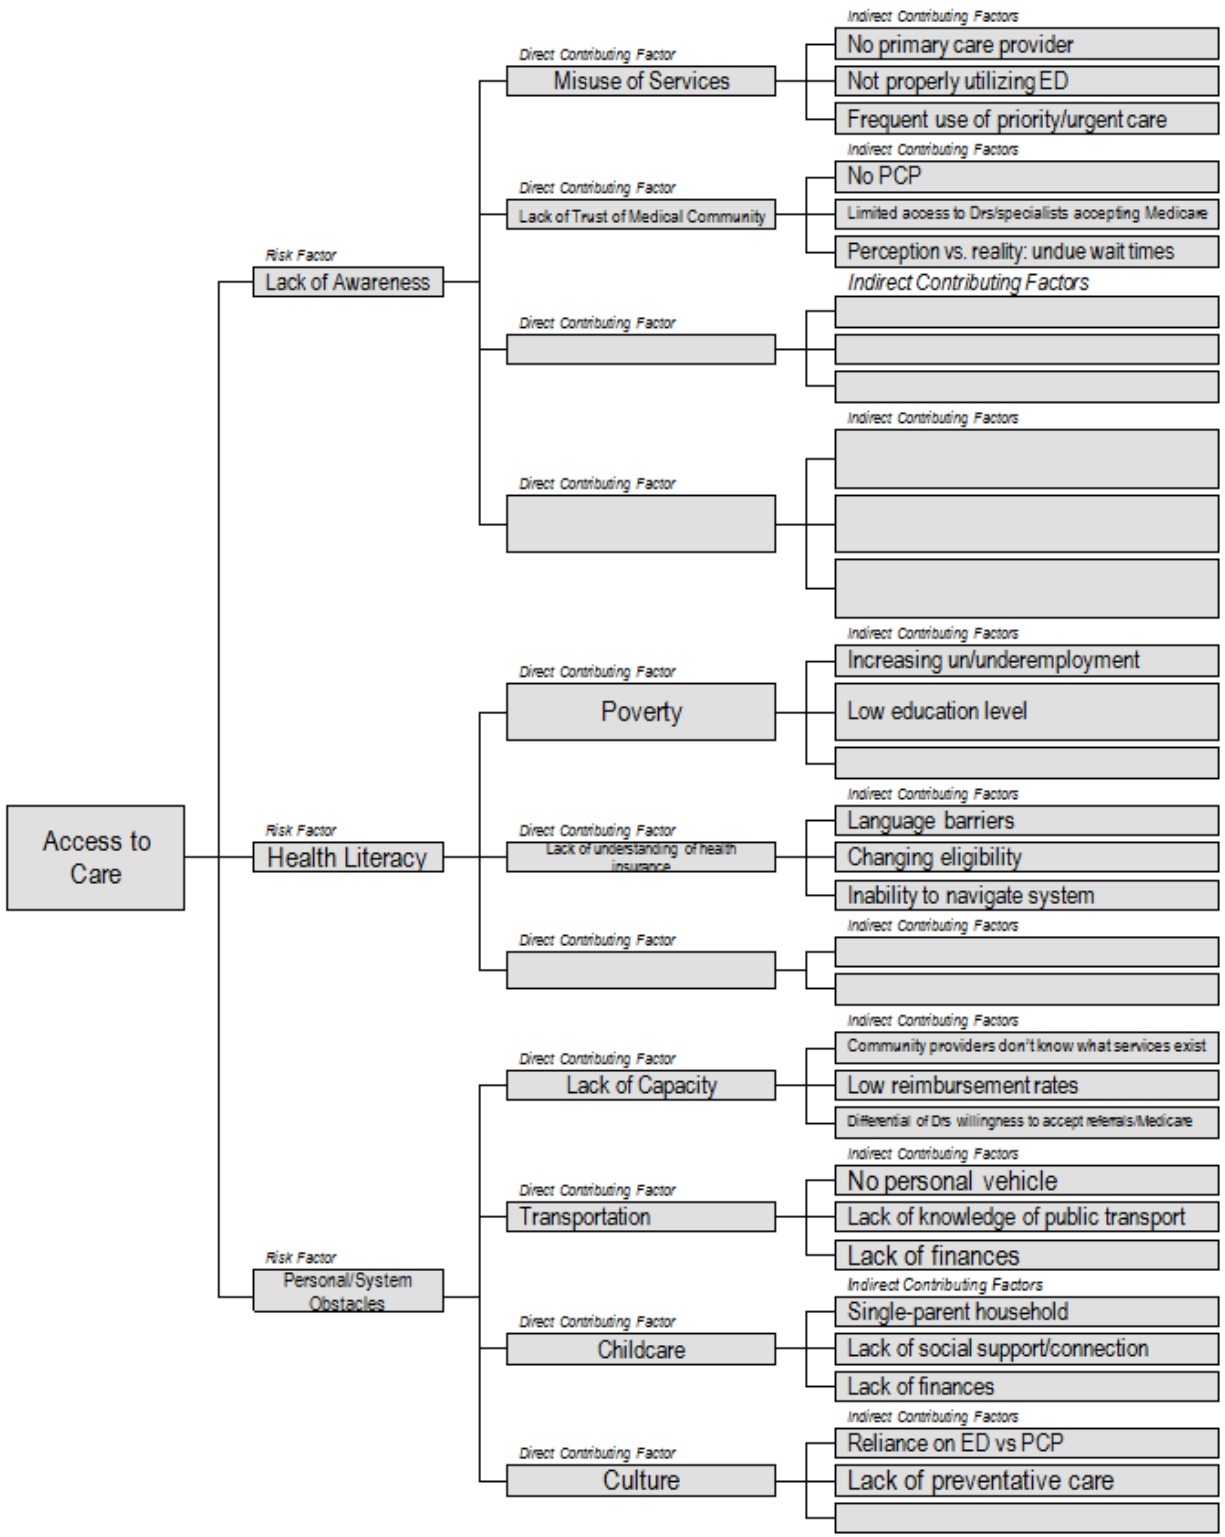 Indirect Contributing Factors
No primary care provider
Direct Contributing Factor
Misuse of Services
Not properly utilizing ED
Frequent use of priority/urgent care
Indirect Contributing Factors
No PCP
Direct Contributing Factor
Lack of Trust of Medical Community
Limited access to Drs/specialists accepting Medicare
Perception vs. reality: undue wait times
Risk Factor
Lack of Awareness
Indirect Contributing Factors
Direct Contributing Factor
Indirect Contributing Factors
Direct Contributing Factor
Indirect Contributing Factors
Increasing un/underemployment
Direct Contributing Factor
Poverty
Low education level
Indirect Contributing Factors
Language barriers
Access to
Care
Risk Factor
Health Literacy
Direct Contributing Factor
Lack of understanding of health
insurance
Changing eligibility
Inability to navigate system
Indirect Contributing Factors
Direct Contributing Factor
Indirect Contributing Factors
Community providers don't know what services exist
Direct Contributing Factor
Lack of Capacity
Low reimbursement rates
Differential of Drs willingness to accept referrals/Medicare
Indirect Contributing Factors
No personal vehicle
Direct Contributing Factor
Transportation
Lack of knowledge of public transport
Lack of finances
Risk Factor
Personal/System
Obstacles
Indirect Contributing Factors
Single-parent household
Direct Contributing Factor
Childcare
Lack of social support/connection
Lack of finances
Indirect Contributing Factors
Reliance on ED vs PCP
Direct Contributing Factor
Culture
Lack of preventative care